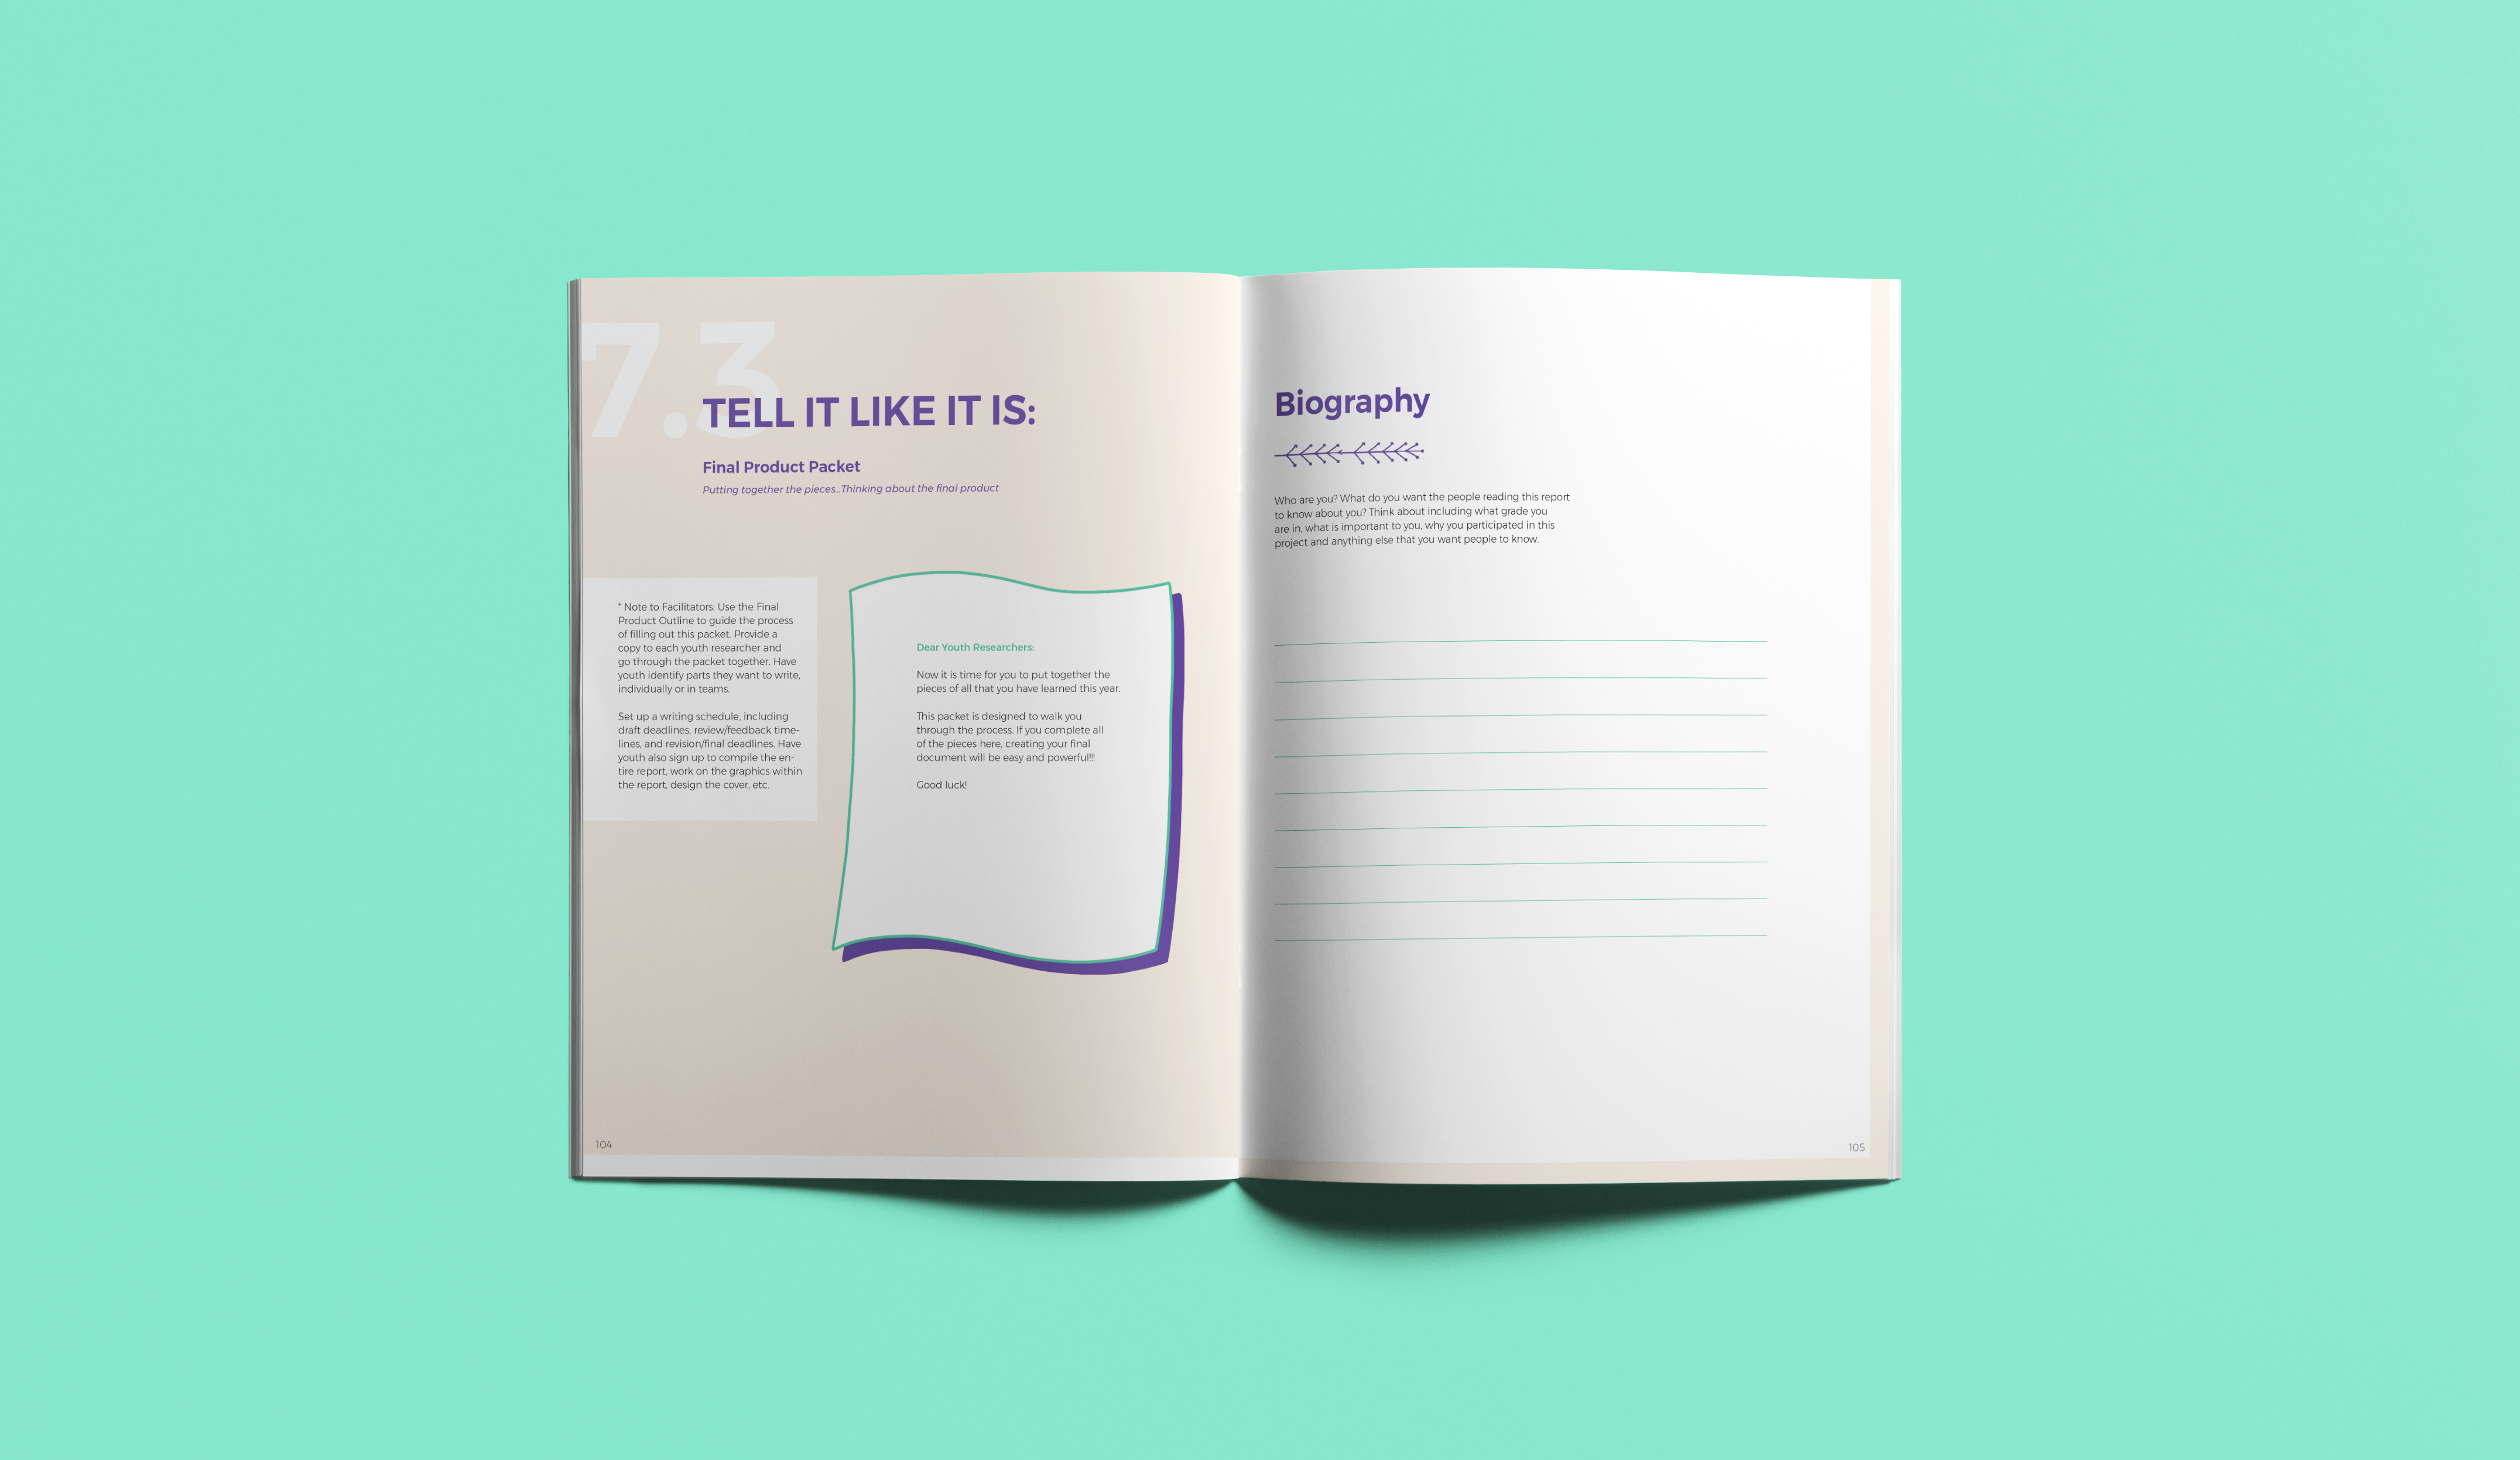 7.3
TELL IT LIKE IT IS:
Final Product Packet
Putting together the pieces...Thinking about the final product
* Note to Facilitators: Use the Final
Product Outline to guide the process
of filling out this packet. Provide a
copy to each youth researcher and
go through the packet together. Have
youth identify parts they want to write,
individually or in teams.
Set up a writing schedule, including
draft deadlines, review/feedback time-
lines, and revision/final deadlines. Have
youth also sign up to compile the en-
tire report, work on the graphics within
the report, design the cover, etc.
Dear Youth Researchers:
Now it is time for you to put together the
pieces of all that you have learned this year.
This packet is designed to walk you
through the process. If you complete all
of the pieces here, creating your final
document will be easy and powerful!!!
Good luck!
104
Biography
Who are you? What do you want the people reading this report
to know about you? Think about including what grade you
are in, what is important to you, why you participated in this
project and anything else that you want people to know.
105